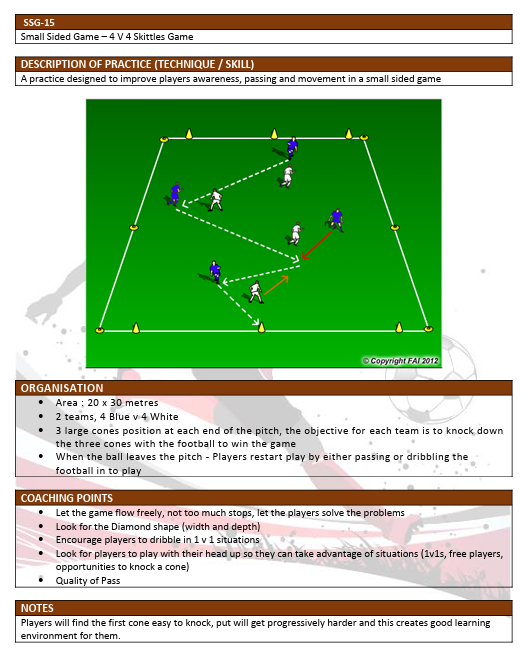 SSG-15
Small Sided Game – 4 V 4 Skittles Game
DESCRIPTION OF PRACTICE (TECHNIQUE / SKILL)
A practice designed to improve players awareness, passing and movement in a small sided game
© Copyright FAI 2012
ORGANISATION
• Area : 20 x 30 metres
• 2 teams, 4 Blue v 4 White
• 3 large cones position at each end of the pitch, the objective for each team is to knock down
the three cones with the football to win the game
• When the ball leaves the pitch - Players restart play by either passing or dribbling the
football in to play
COACHING POINTS
• Let the game flow freely, not too much stops, let the players solve the problems
• Look for the Diamond shape (width and depth)
• Encourage players to dribble in 1 v 1 situations
• Look for players to play with their head up so they can take advantage of situations (1v1s, free players,
opportunities to knock a cone)
• Quality of Pass
NOTES
Players will find the first cone easy to knock, put will get progressively harder and this creates good learning
environment for them.